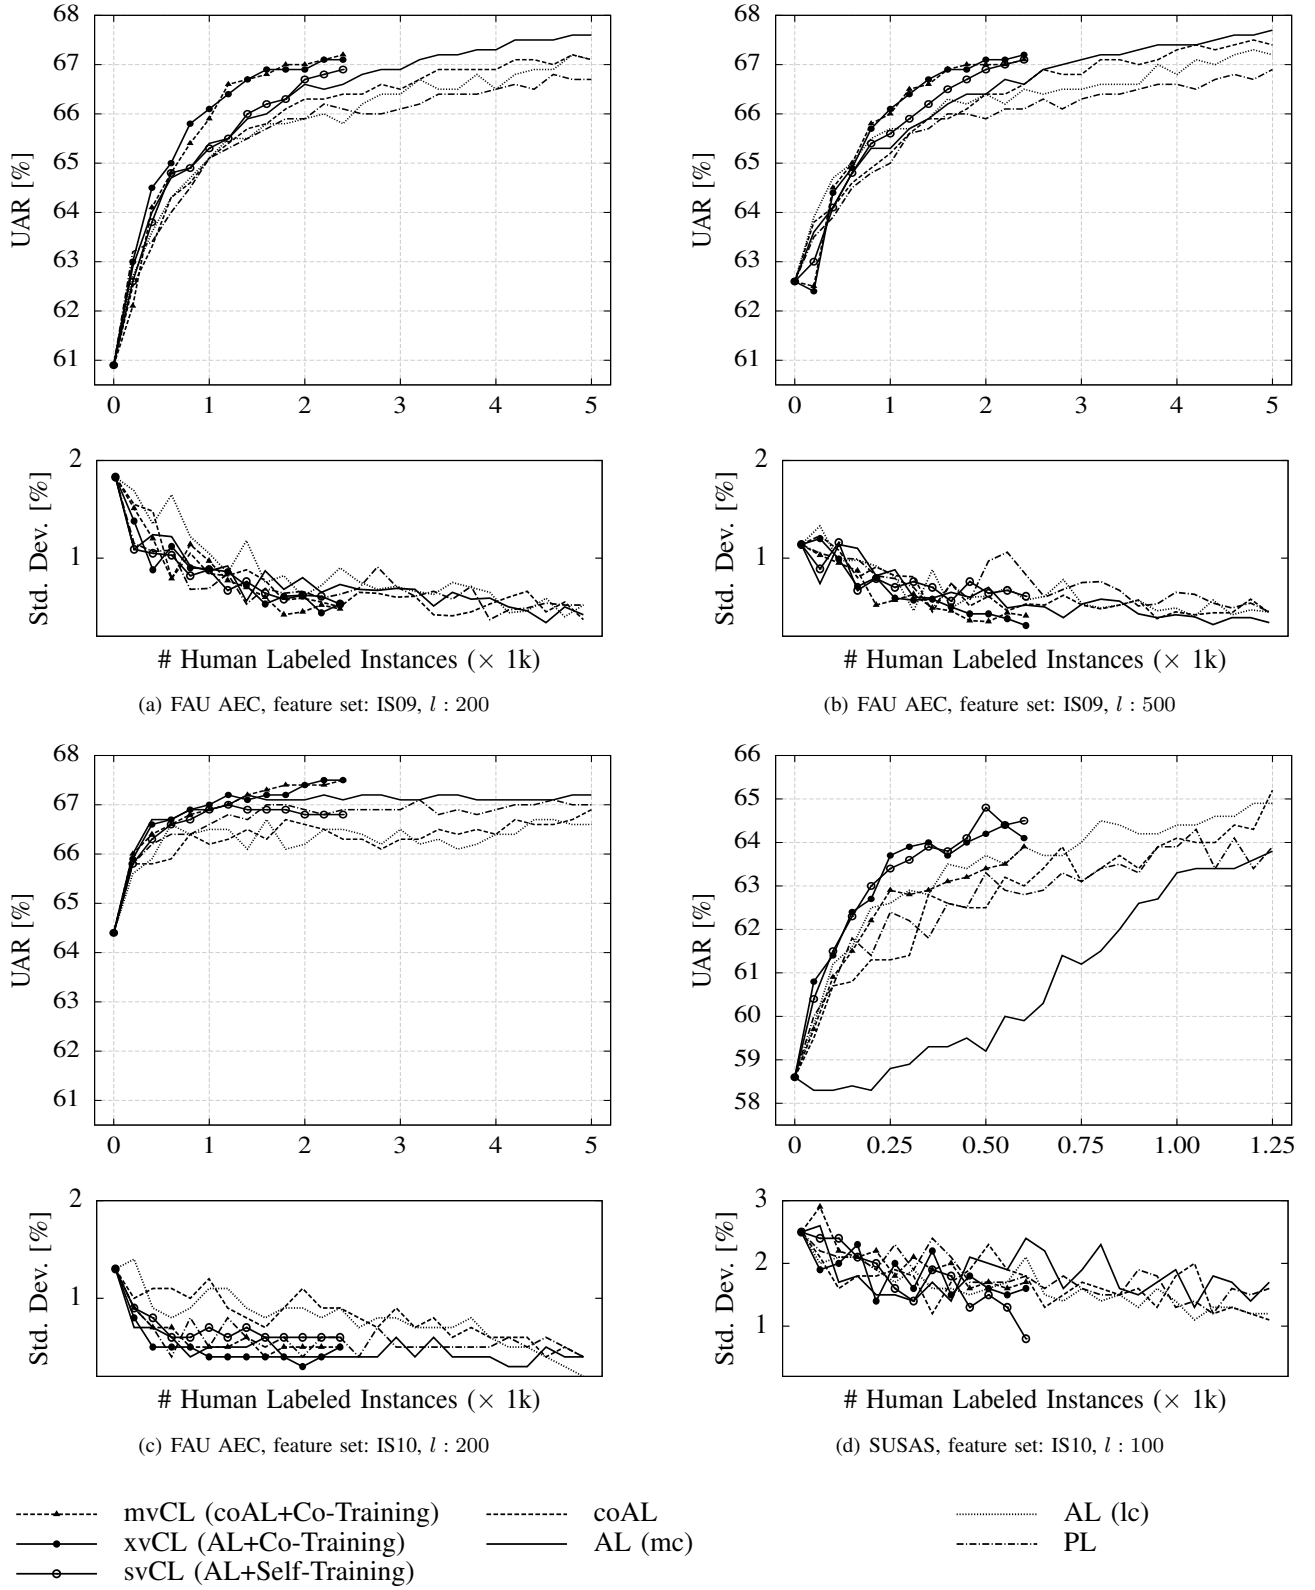 68
67
66
65
64
63
62
61
UAR [%]
0 1 2 3 4 5
2
1
Std. Dev. [%]
# Human Labeled Instances (× 1k)
(a) FAU AEC, feature set: IS09, l : 200
68
67
66
65
64
63
62
61
UAR [%]
0 1 2 3 4 5
2
1
Std. Dev. [%]
# Human Labeled Instances (× 1k)
(b) FAU AEC, feature set: IS09, l : 500
68
67
66
65
64
63
62
61
UAR [%]
0 1 2 3 4 5
2
1
Std. Dev. [%]
# Human Labeled Instances (× 1k)
(c) FAU AEC, feature set: IS10, l : 200
66
65
64
63
62
61
60
59
58
UAR [%]
0 0.25 0.50 0.75 1.00 1.25
3
2
1
Std. Dev. [%]
# Human Labeled Instances (× 1k)
(d) SUSAS, feature set: IS10, l : 100
mvCL (coAL+Co-Training)
xvCL (AL+Co-Training)
svCL (AL+Self-Training)
coAL
AL (mc)
AL (lc)
PL